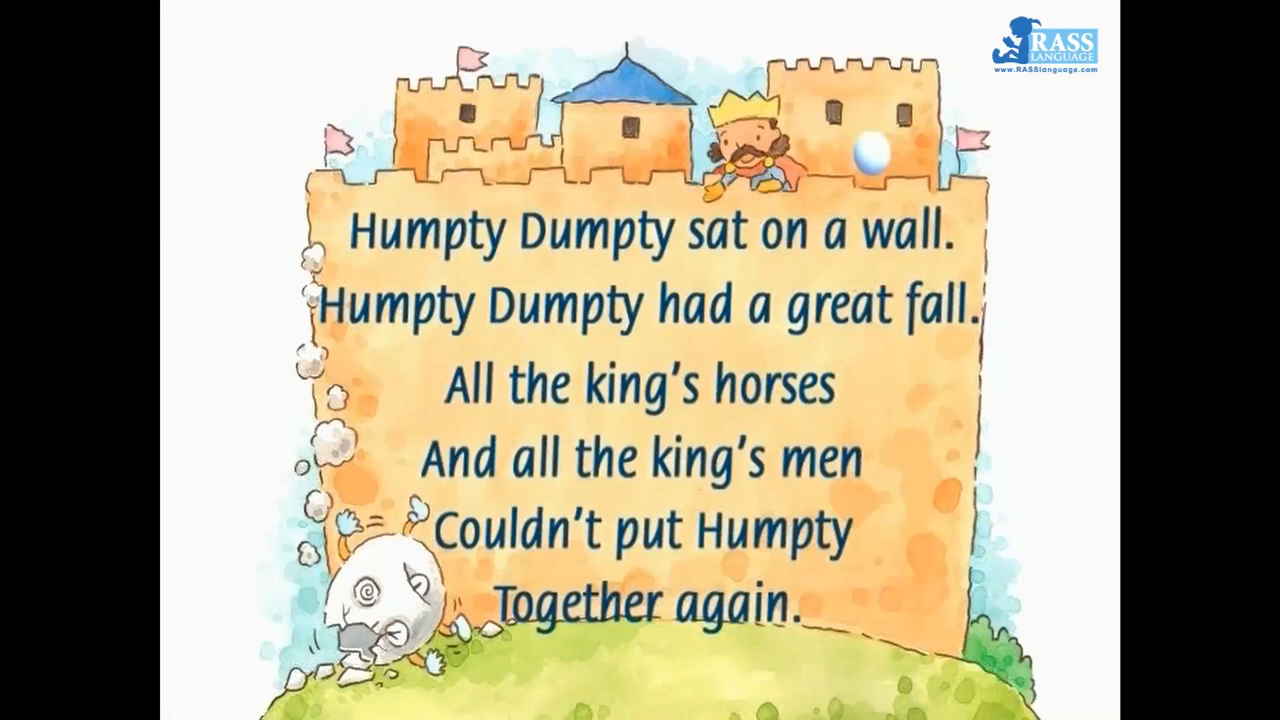 RASS
LANGUAGE
www.RASSlanguage.com
Humpty Dumpty sat on a wall.
Humpty Dumpty had a great fall.
All the king's horses
And all the king's men
Couldn't put Humpty
Together again.